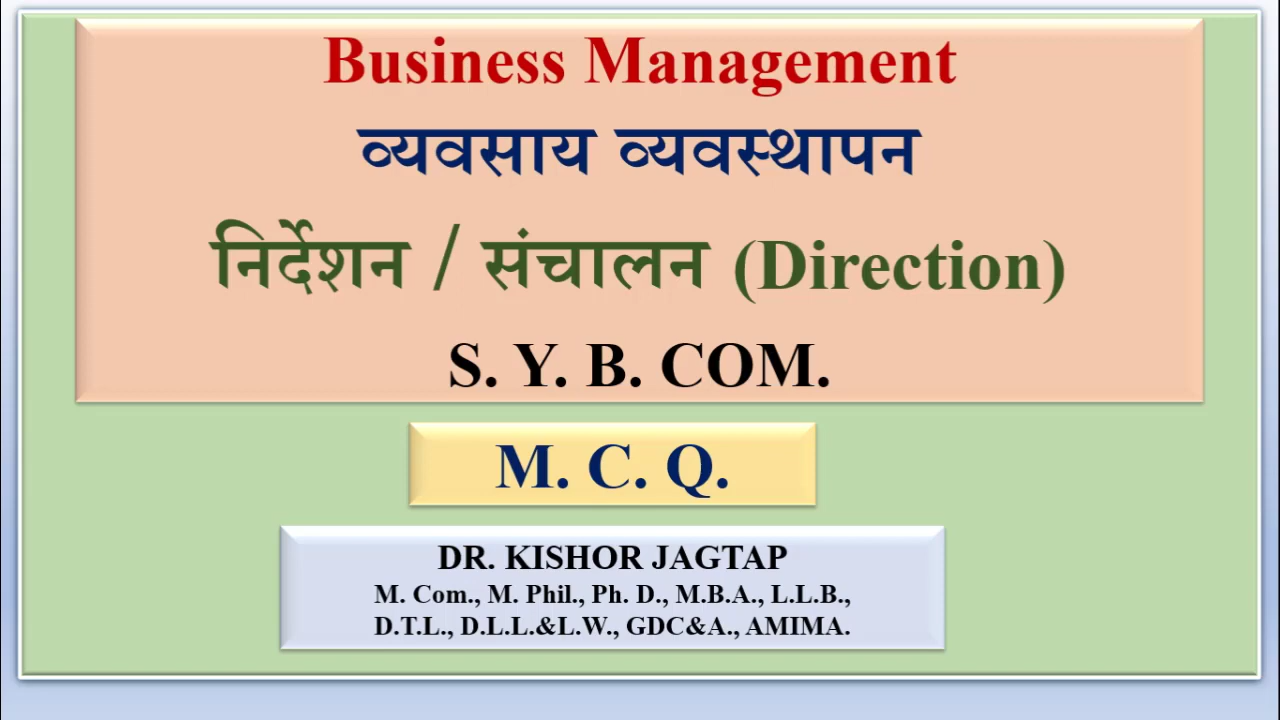 Business Management
व्यवसाय व्यवस्थापन
निर्देशन / संचालन (Direction)
S. Y. B. COM.
M. C. Q.
DR. KISHOR JAGTAP
M. Com., M. Phil., Ph. D., M.B.A., L.L.B.,
D.T.L., D.L.L.&L.W., GDC&A., AMIMA.